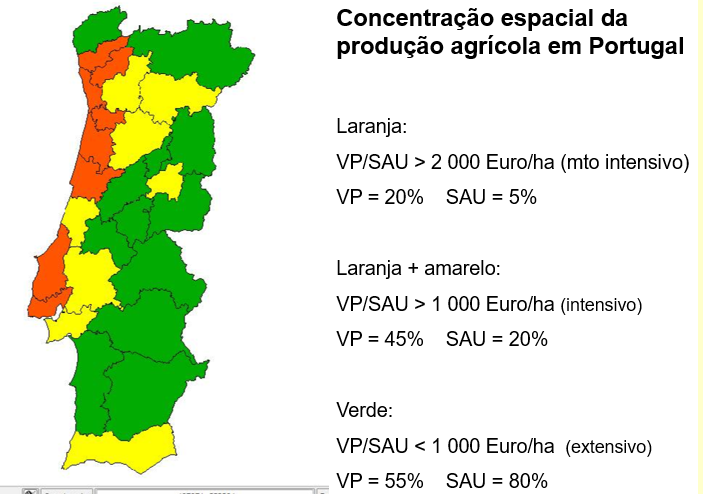 Concentração espacial da
produção agrícola em Portugal
Laranja:
VP/SAU > 2 000 Euro/ha (mto intensivo)
VP = 20% SAU = 5%
Laranja + amarelo:
VP/SAU > 1 000 Euro/ha (intensivo)
VP = 45% SAU = 20%
Verde:
VP/SAU < 1 000 Euro/ha (extensivo)
VP = 55% SAU = 80%